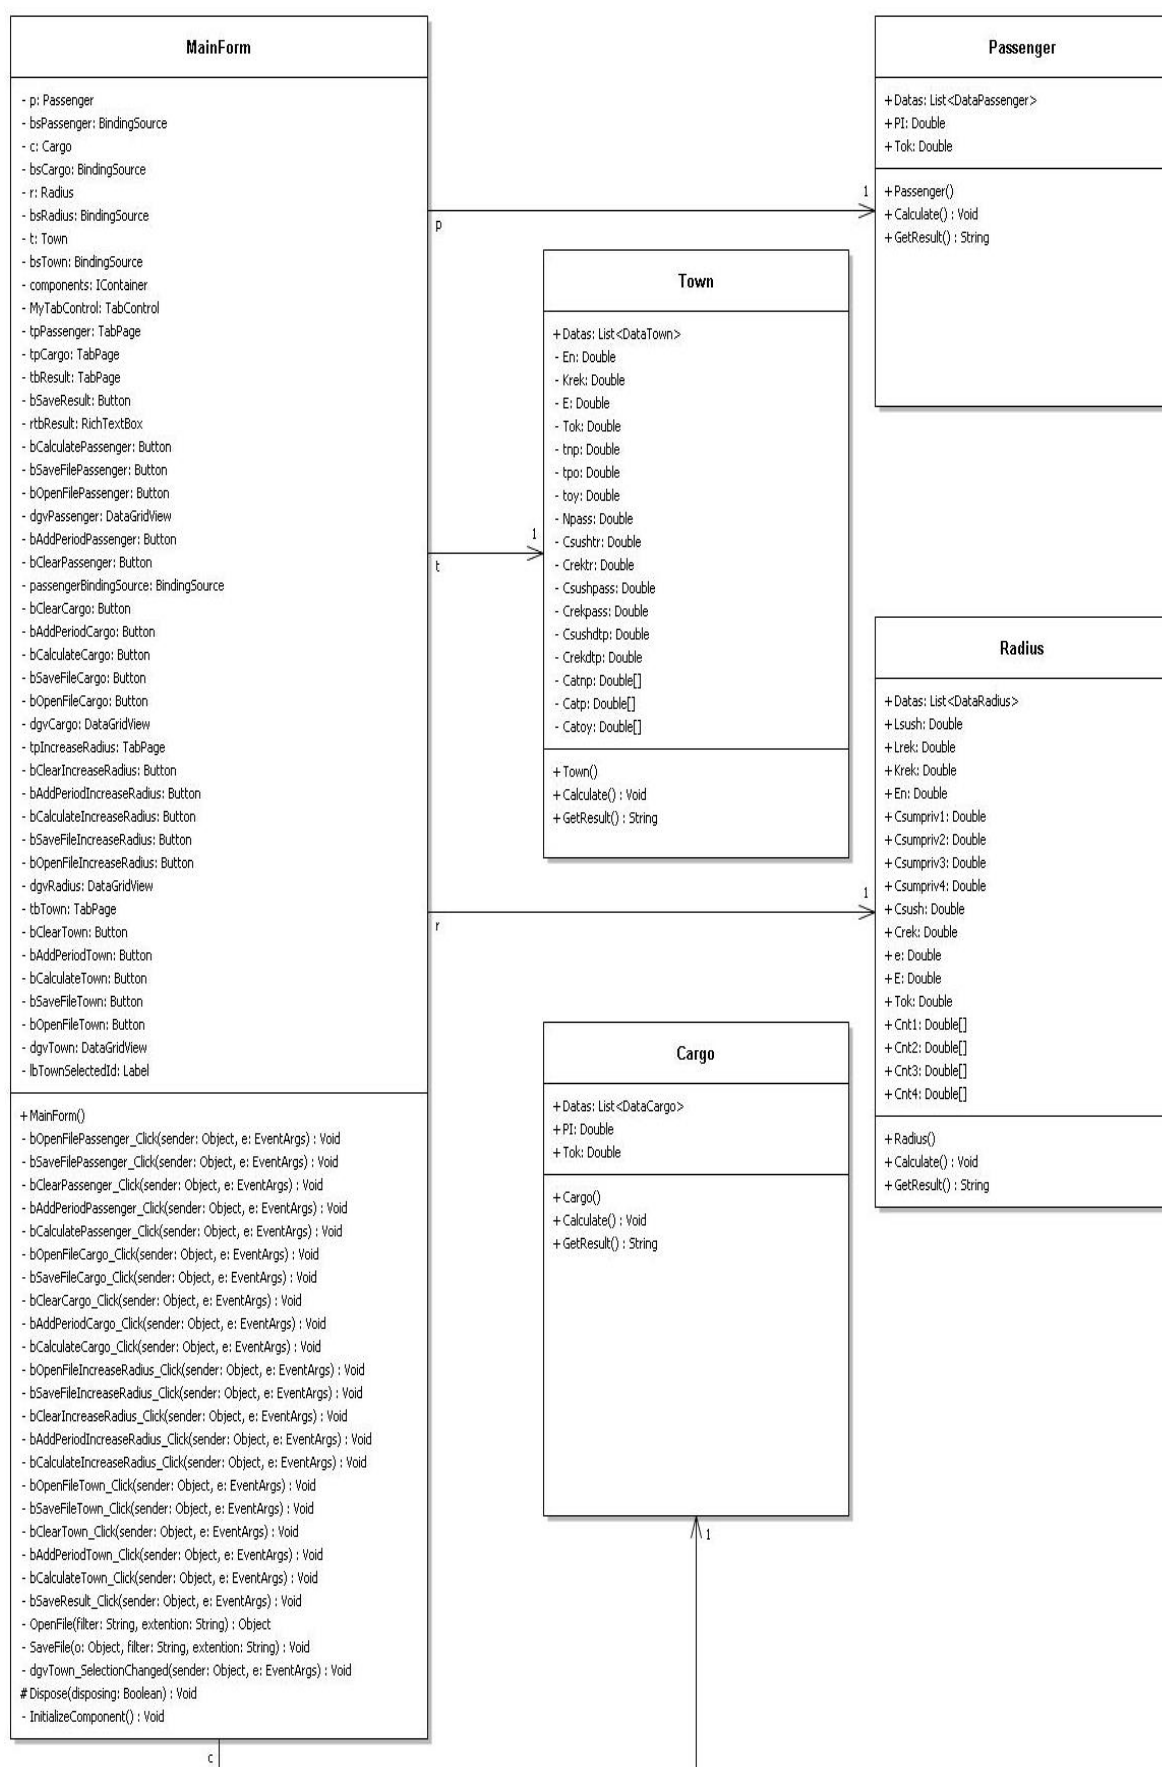 MainForm
- p: Passenger
- bsPassenger: BindingSource
- c: Cargo
- bsCargo: BindingSource
- r: Radius
- bsRadius: BindingSource
- t: Town
- bsTown: BindingSource
- components: IContainer
- MyTabControl: TabControl
- tpPassenger: TabPage
- tpCargo: TabPage
- tbResult: TabPage
- bSaveResult: Button
- rtbResult: RichTextBox
- bCalculatePassenger: Button
- bSaveFilePassenger: Button
- bOpenFilePassenger: Button
- dgvPassenger: DataGridView
- bAddPeriodPassenger: Button
- bClearPassenger: Button
- passengerBindingSource: BindingSource
- bClearCargo: Button
- bAddPeriodCargo: Button
- bCalculateCargo: Button
- bSaveFileCargo: Button
- bOpenFileCargo: Button
- dgvCargo: DataGridView
- tpIncreaseRadius: TabPage
- bClearIncreaseRadius: Button
- bAddPeriodIncreaseRadius: Button
- bCalculateIncreaseRadius: Button
- bSaveFileIncreaseRadius: Button
- bOpenFileIncreaseRadius: Button
- dgvRadius: DataGridView
- tbTown: TabPage
- bClearTown: Button
- bAddPeriodTown: Button
- bCalculateTown: Button
- bSaveFileTown: Button
- bOpenFileTown: Button
- dgvTown: DataGridView
- lbTownSelectedId: Label
+ MainForm()
- bOpenFilePassenger_Click(sender: Object, e: EventArgs) : Void
- bSaveFilePassenger_Click(sender: Object, e: EventArgs) : Void
- bClearPassenger_Click(sender: Object, e: EventArgs) : Void
- bAddPeriodPassenger_Click(sender: Object, e: EventArgs) : Void
- bCalculatePassenger_Click(sender: Object, e: EventArgs) : Void
- bOpenFileCargo_Click(sender: Object, e: EventArgs) : Void
- bSaveFileCargo_Click(sender: Object, e: EventArgs) : Void
- bClearCargo_Click(sender: Object, e: EventArgs) : Void
- bAddPeriodCargo_Click(sender: Object, e: EventArgs) : Void
- bCalculateCargo_Click(sender: Object, e: EventArgs) : Void
- bOpenFileIncreaseRadius_Click(sender: Object, e: EventArgs) : Void
- bSaveFileIncreaseRadius_Click(sender: Object, e: EventArgs) : Void
- bClearIncreaseRadius_Click(sender: Object, e: EventArgs) : Void
- bAddPeriodIncreaseRadius_Click(sender: Object, e: EventArgs) : Void
- bCalculateIncreaseRadius_Click(sender: Object, e: EventArgs) : Void
- bOpenFileTown_Click(sender: Object, e: EventArgs) : Void
- bSaveFileTown_Click(sender: Object, e: EventArgs) : Void
- bClearTown_Click(sender: Object, e: EventArgs) : Void
- bAddPeriodTown_Click(sender: Object, e: EventArgs) : Void
- bCalculateTown_Click(sender: Object, e: EventArgs) : Void
- bSaveResult_Click(sender: Object, e: EventArgs) : Void
- OpenFile(filter: String, extention: String) : Object
- SaveFile(o: Object, filter: String, extention: String) : Void
- dgvTown_SelectionChanged(sender: Object, e: EventArgs) : Void
# Dispose(disposing: Boolean) : Void
- InitializeComponent() : Void
c
p
1
t
1
r
1
Passenger
+ Datas: List<DataPassenger>
+ PI: Double
+ Tok: Double
+ Passenger()
+ Calculate() : Void
+ GetResult() : String
Town
+ Datas: List<DataTown>
- En: Double
- Krek: Double
- E: Double
- Tok: Double
- tnp: Double
- tpo: Double
- toy: Double
- Npass: Double
- Csushtr: Double
- Crektr: Double
- Csushpass: Double
- Crekpass: Double
- Csushdtp: Double
- Crekdtp: Double
- Catnp: Double[]
- Catp: Double[]
- Catoy: Double[]
+ Town()
+ Calculate() : Void
+ GetResult() : String
Radius
+ Datas: List<DataRadius>
+ Lsush: Double
+ Lrek: Double
+ Krek: Double
+ En: Double
+ Csumpriv1: Double
+ Csumpriv2: Double
+ Csumpriv3: Double
+ Csumpriv4: Double
+ Csush: Double
+ Crek: Double
+ e: Double
+ E: Double
+ Tok: Double
+ Cnt1: Double[]
+ Cnt2: Double[]
+ Cnt3: Double[]
+ Cnt4: Double[]
+ Radius()
+ Calculate() : Void
+ GetResult() : String
Cargo
+ Datas: List<DataCargo>
+ PI: Double
+ Tok: Double
+ Cargo()
+ Calculate() : Void
+ GetResult() : String
1